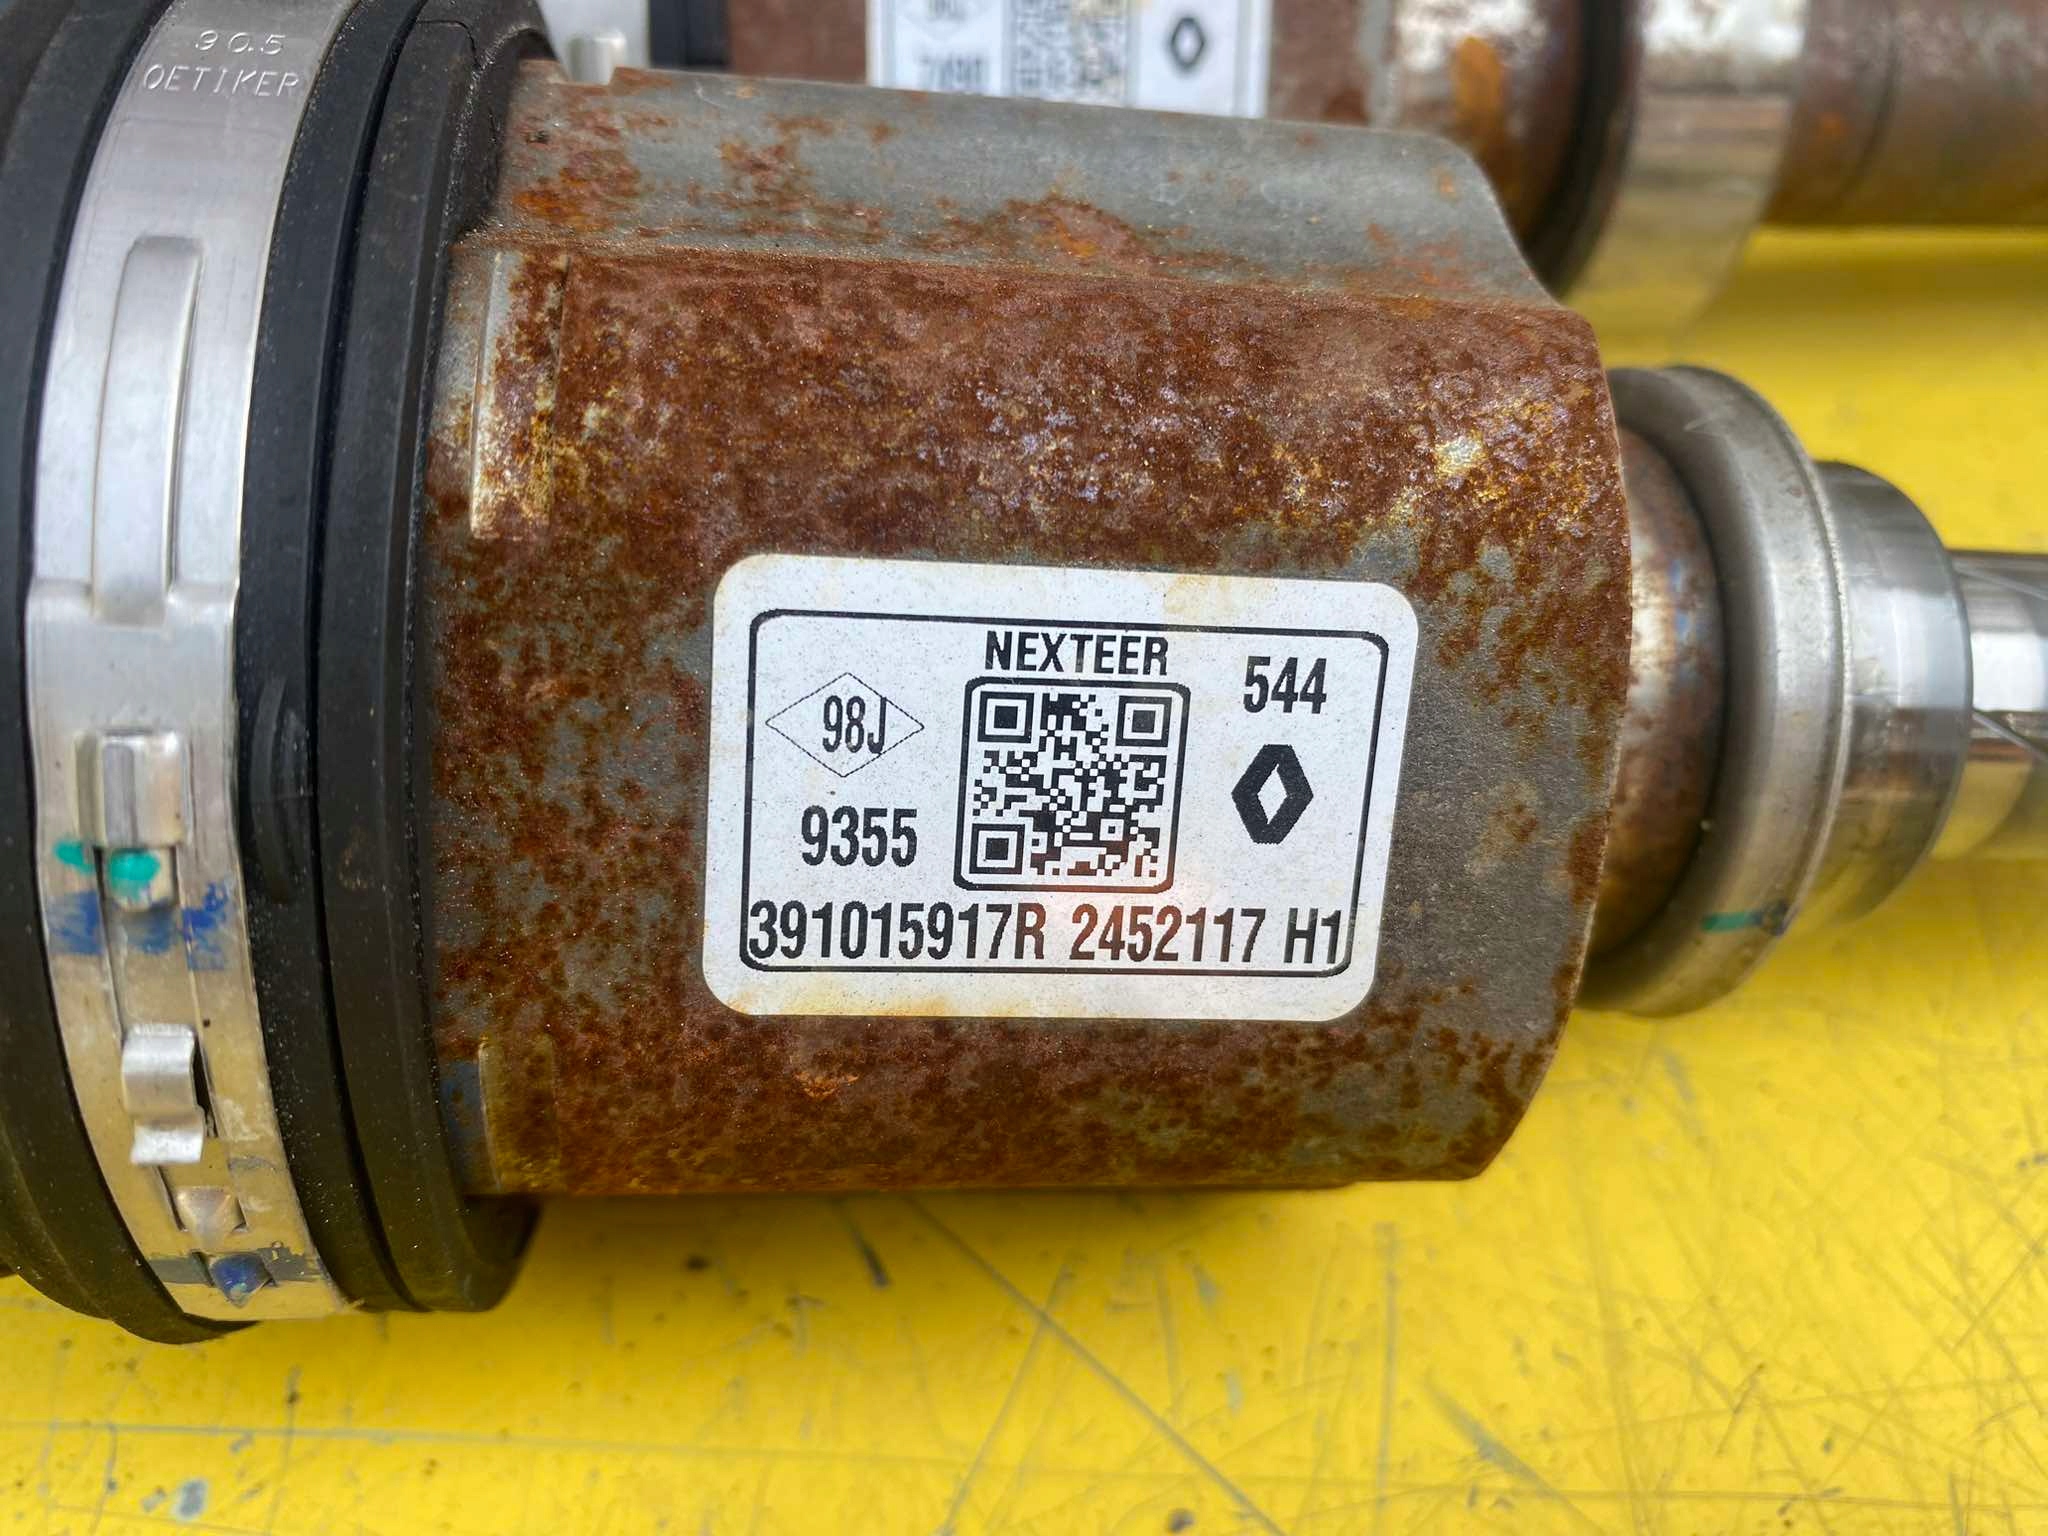 90.5
OETIKER
NEXTEER
544
98J
9355
391015917R 2452117 H1